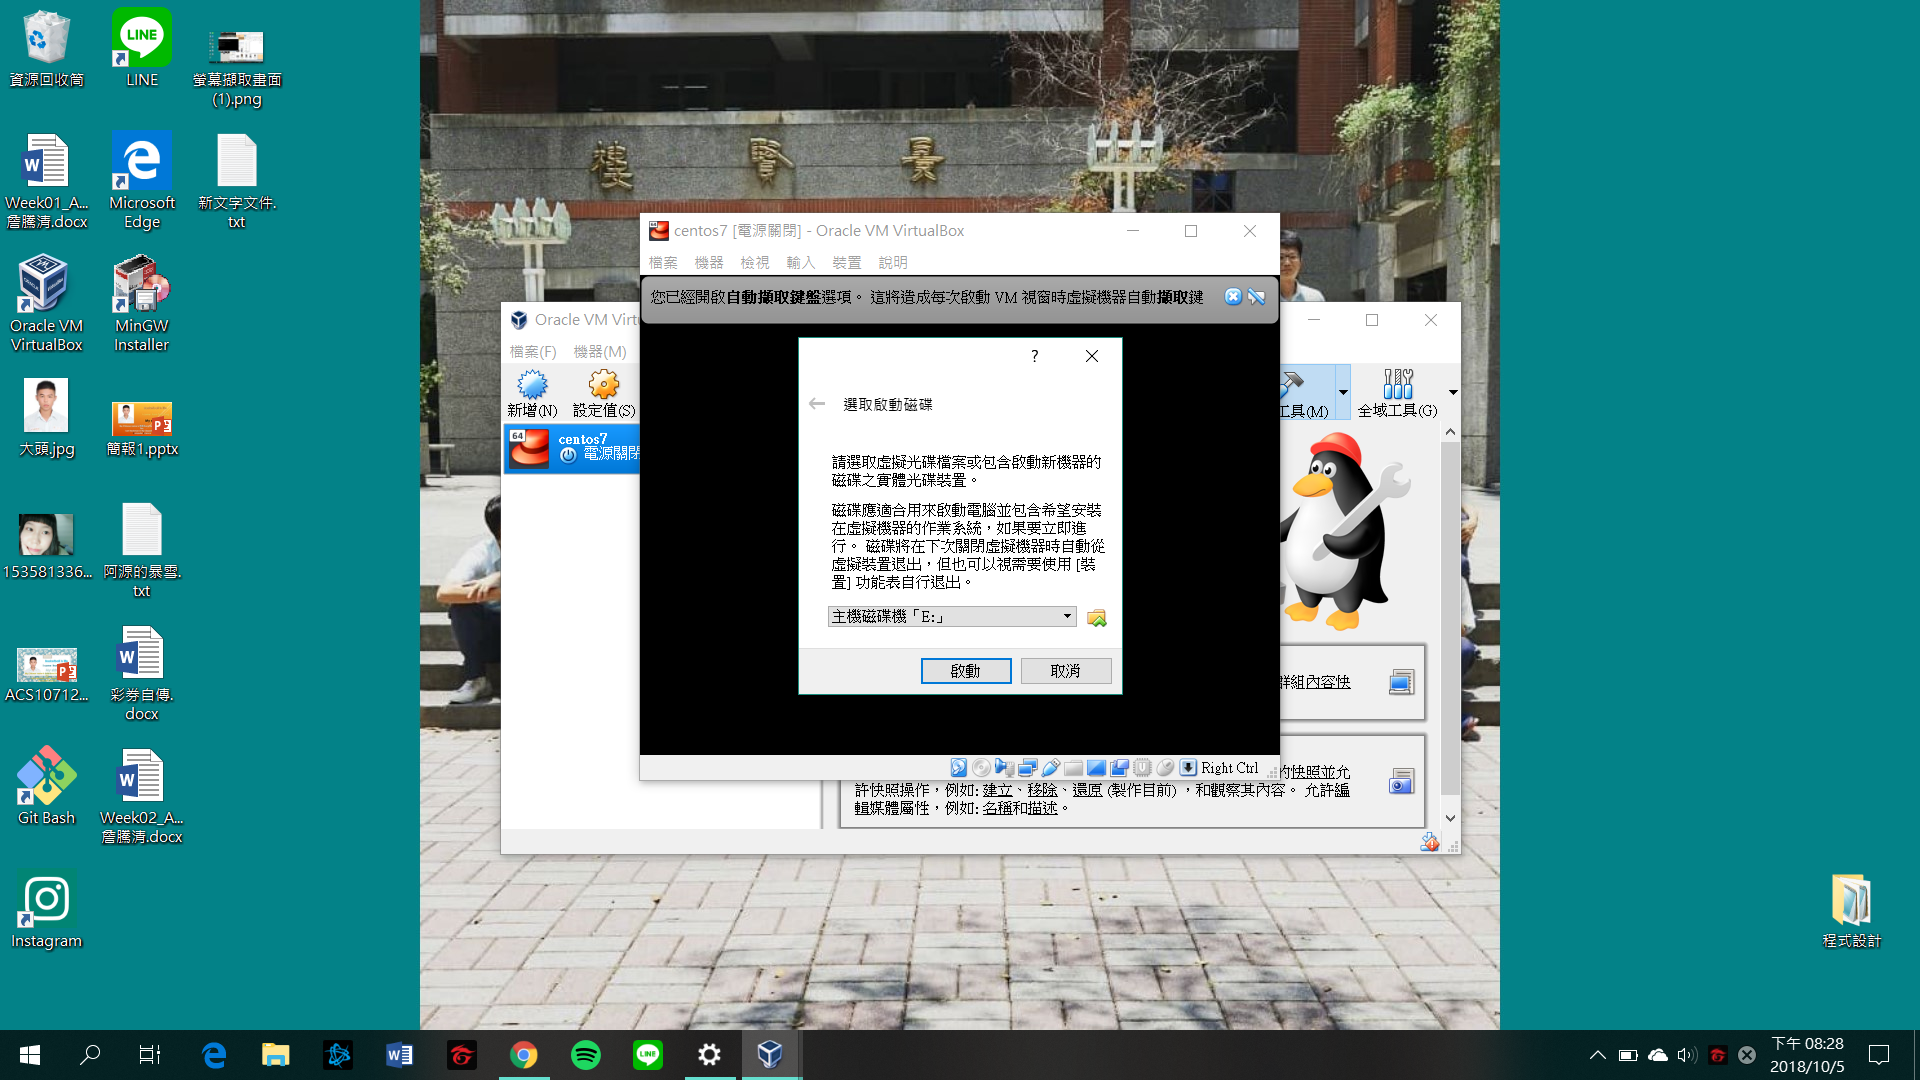 資源回收筒
LINE
螢幕擷取畫面
(1).png
Week01_A...
詹騰清.docx
Microsoft
Edge
新文字文件.
txt
Oracle VM
VirtualBox
MinGW
Installer
大頭.jpg
簡報1.pptx
153581336...
阿源的暴雪.
txt
ACS10712...
彩券自傳.
docx
Git Bash
Week02_A...
詹騰清.docx
Instagram
程式設計
樓 賢 景
centos7 [電源關閉] - Oracle VM VirtualBox
檔案 機器 檢視 輸入 裝置 說明
您已經開啟自動擷取鍵盤選項。 這將造成每次啟動 VM 視窗時虛擬機器自動擷取鍵
Oracle VM Virtu
檔案(F) 機器(M)
新增(N) 設定值(S)
工具(M) 全域工具(G)
64
centos7
電源關閉
?
選取啟動磁碟
請選取虛擬光碟檔案或包含啟動新機器的
磁碟之實體光碟裝置。
磁碟應適合用來啟動電腦並包含希望安裝
在虛擬機器的作業系統,如果要立即進
行。 磁碟將在下次關閉虛擬機器時自動從
虛擬裝置退出,但也可以視需要使用 [裝
置] 功能表自行退出。
主機磁碟機「E:」
啟動 取消
Right Ctrl
群組內容快
的快照並允
許快照操作,例如: 建立、移除、還原 (製作目前) ,和觀察其內容。 允許編
輯媒體屬性,例如: 名稱和描述。
下午 08:28
2018/10/5